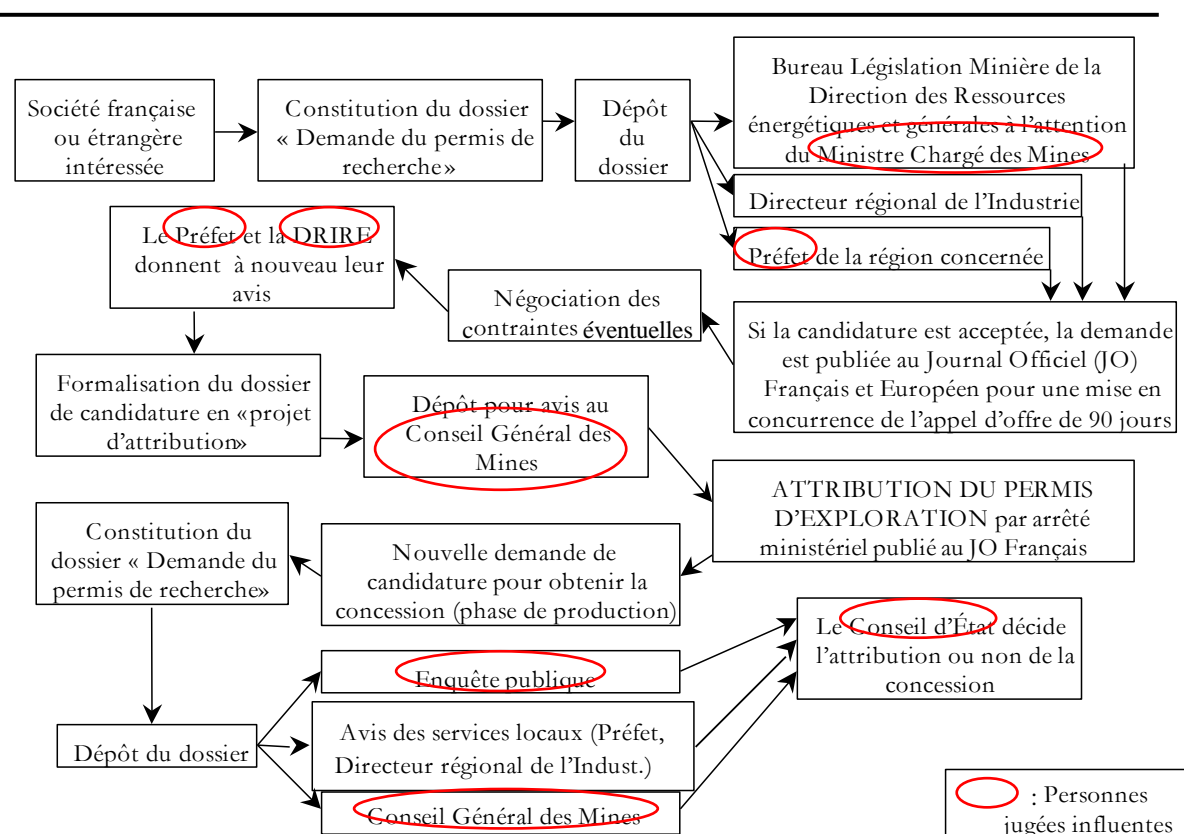 Société française
ou étrangère
intéressée
Constitution du dossier
« Demande du permis de
recherche»
Dépôt
du
dossier
Bureau Législation Minière de la
Direction des Ressources
énergétiques et générales à l'attention
du Ministre Chargé des Mines
Directeur régional de l'Industrie
Préfet de la région concernée
Si la candidature est acceptée, la demande
est publiée au Journal Officiel (JO)
Français et Européen pour une mise en
concurrence de l'appel d'offre de 90 jours
Négociation des
contraintes éventuelles
Le Préfet et la DRIRE
donnent à nouveau leur
avis
Formalisation du dossier
de candidature en «projet
d'attribution»
Dépôt pour avis au
Conseil Général des
Mines
ATTRIBUTION DU PERMIS
D'EXPLORATION par arrêté
ministériel publié au JO Français
Nouvelle demande de
candidature pour obtenir la
concession (phase de production)
Constitution du
dossier « Demande du
permis de recherche»
Dépôt du dossier
Enquête publique
Avis des services locaux (Préfet,
Directeur régional de l'Indust.)
Conseil Général des Mines
Le Conseil d'État décide
l'attribution ou non de la
concession
: Personnes
jugées influentes